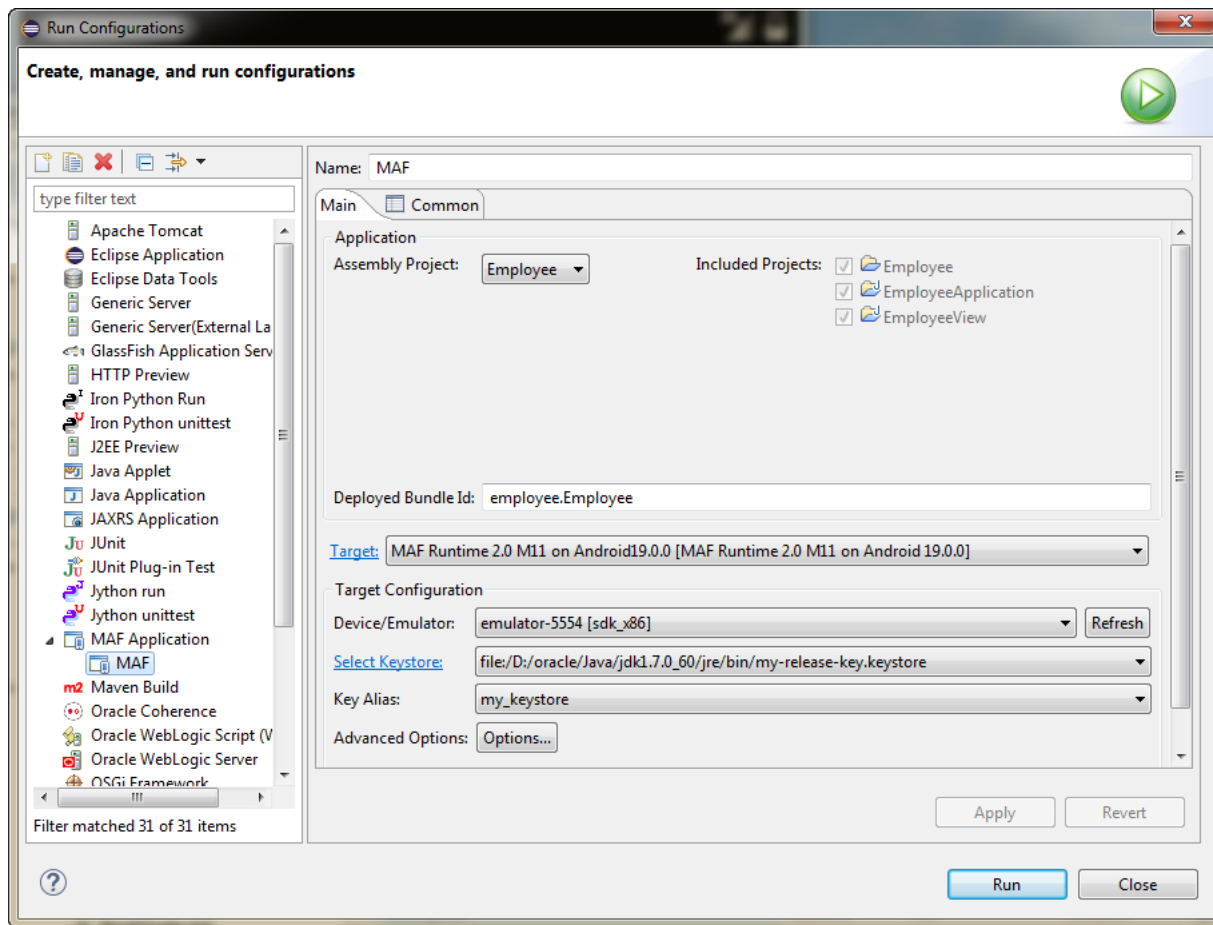 Run Configurations
Create, manage, and run configurations
type filter text
Apache Tomcat
Eclipse Application
Eclipse Data Tools
Generic Server
Generic Server(External La
GlassFish Application Serv
HTTP Preview
Iron Python Run
Iron Python unittest
J2EE Preview
Java Applet
Java Application
JAXRS Application
JUnit
JUnit Plug-in Test
Jython run
Jython unittest
MAF Application
MAF
Maven Build
Oracle Coherence
Oracle WebLogic Script (W
Oracle WebLogic Server
OSGi Framework
Filter matched 31 of 31 items
Name: MAF
Main Common
Application
Assembly Project: Employee Included Projects: Employee
EmployeeApplication
EmployeeView
Deployed Bundle Id: employee.Employee
Target: MAF Runtime 2.0 M11 on Android19.0.0 [MAF Runtime 2.0 M11 on Android 19.0.0]
Target Configuration
Device/Emulator: emulator-5554 [sdk_x86] Refresh
Select Keystore: file:/D:/oracle/Java/jdk1.7.0_60/jre/bin/my-release-key.keystore
Key Alias: my_keystore
Advanced Options: Options...
Apply Revert
Run Close